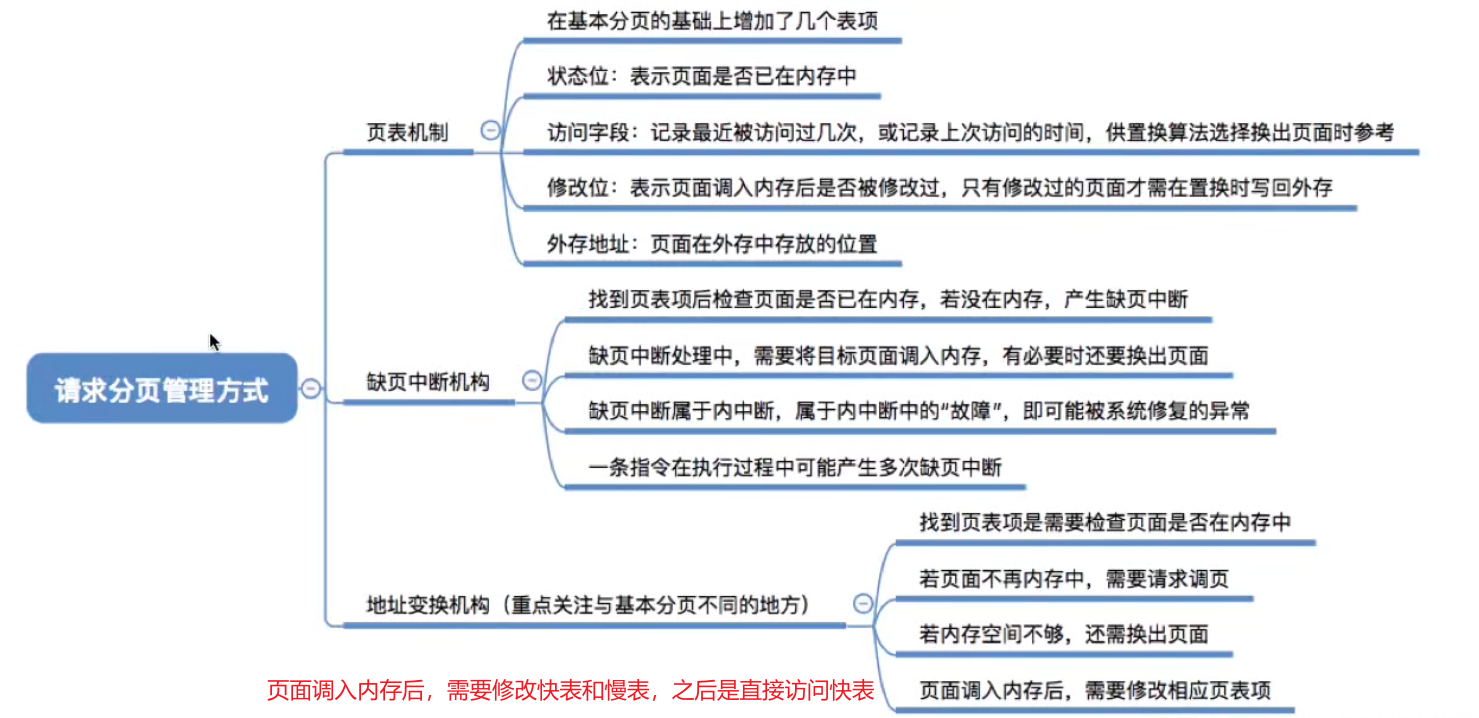 请求分页管理方式
页表机制
在基本分页的基础上增加了几个表项
状态位：表示页面是否已在内存中
访问字段：记录最近被访问过几次，或记录上次访问的时间，供置换算法选择换出页面时参考
修改位：表示页面调入内存后是否被修改过，只有修改过的页面才需在置换时写回外存
外存地址：页面在外存中存放的位置
缺页中断机构
找到页表项后检查页面是否已在内存，若没在内存，产生缺页中断
缺页中断处理中，需要将目标页面调入内存，有必要时还要换出页面
缺页中断属于内中断，属于内中断中的“故障”，即可能被系统修复的异常
一条指令在执行过程中可能产生多次缺页中断
地址变换机构（重点关注与基本分页不同的地方）
找到页表项是需要检查页面是否在内存中
若页面不再内存中，需要请求调页
若内存空间不够，还需换出页面
页面调入内存后，需要修改相应页表项
页面调入内存后，需要修改快表和慢表，之后是直接访问快表